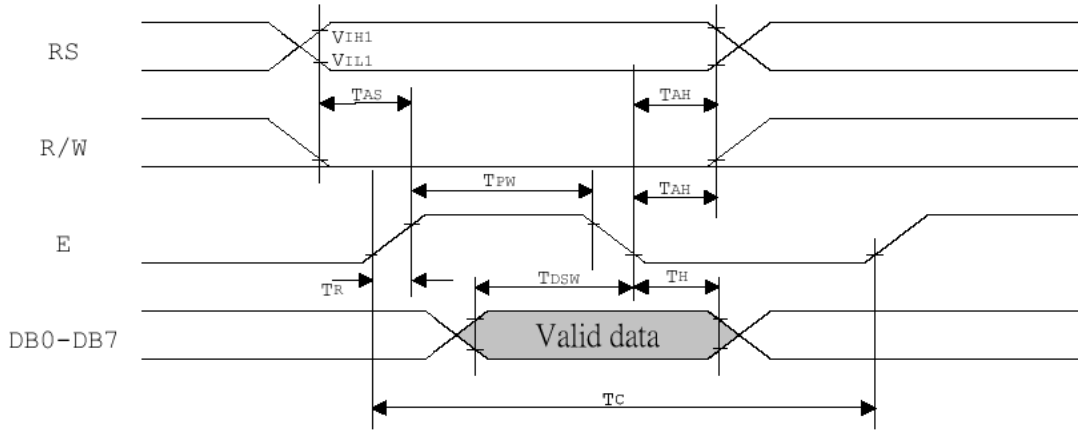 RS
VIH1
VIL1
TAS
TAH
R/W
TPW
TAH
E
TR
TDSW
TH
DB0-DB7
Valid data
TC